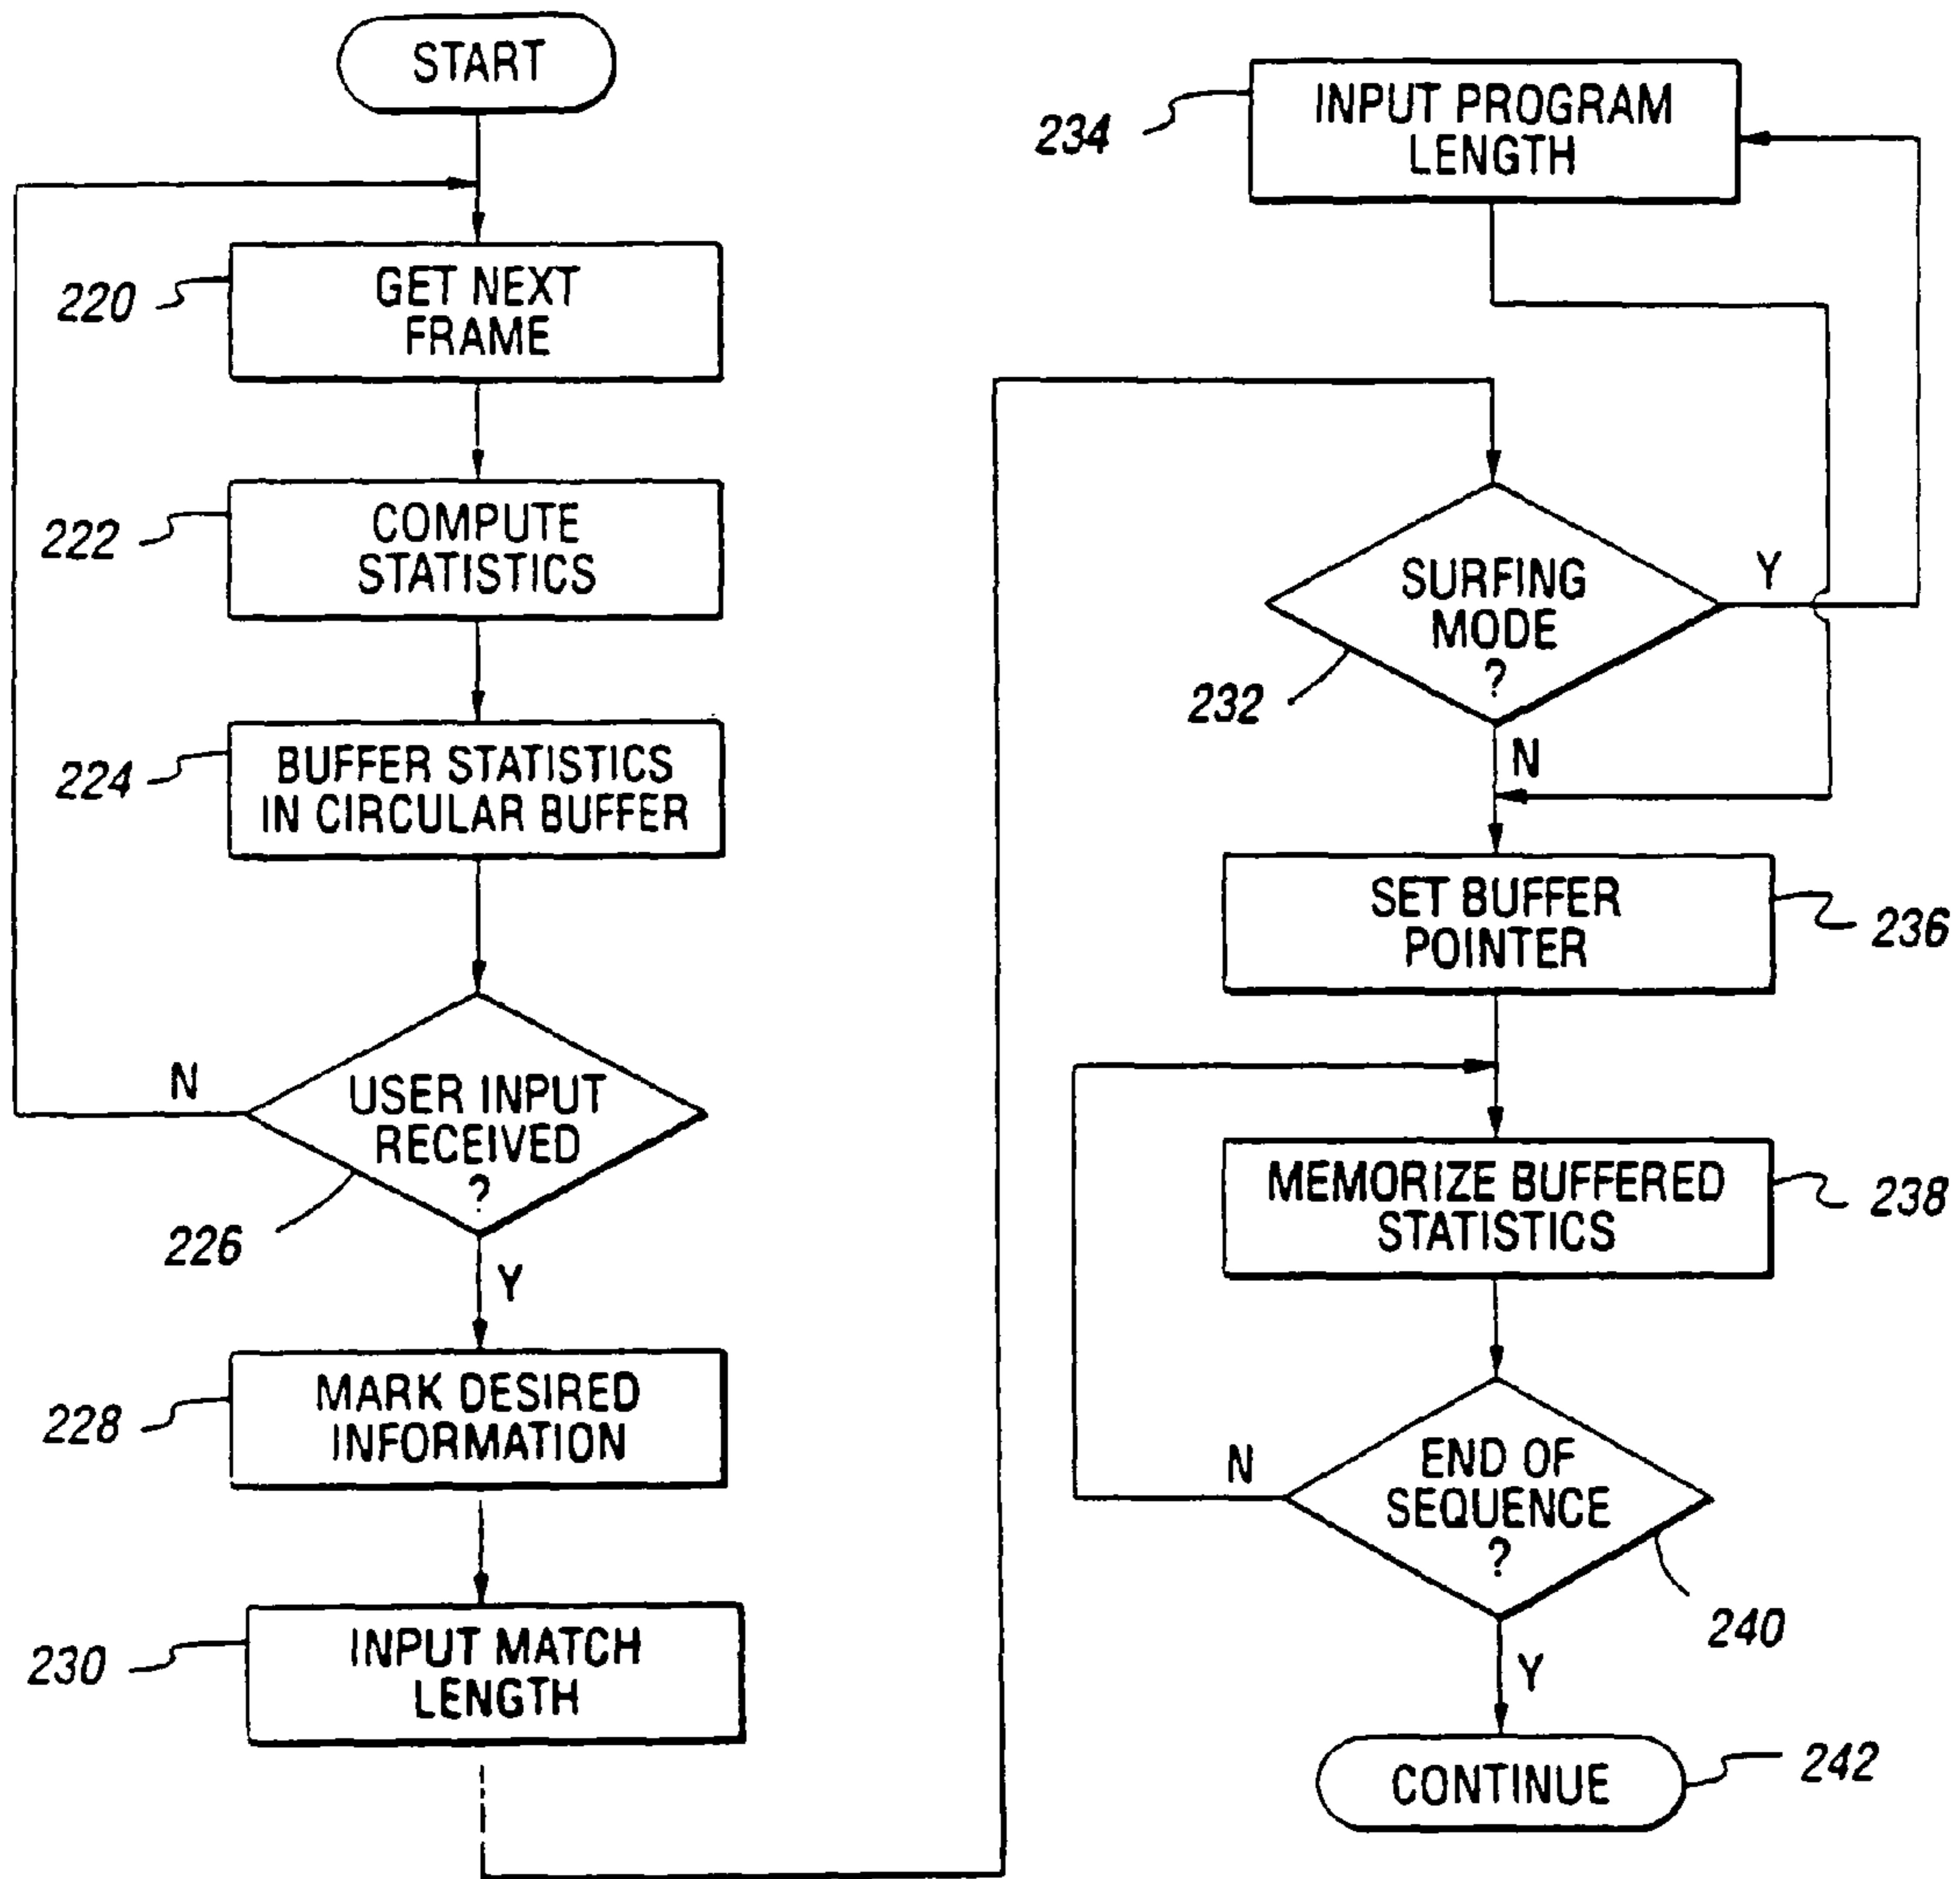 START
220
GET NEXT
FRAME
222
COMPUTE
STATISTICS
224
BUFFER STATISTICS
IN CIRCULAR BUFFER
N
USER INPUT
RECEIVED
?
226
Y
228
MARK DESIRED
INFORMATION
230
INPUT MATCH
LENGTH
234
INPUT PROGRAM
LENGTH
SURFING
MODE
?
Y
232
N
SET BUFFER
POINTER
236
MEMORIZE BUFFERED
STATISTICS
238
N
END OF
SEQUENCE
?
240
Y
CONTINUE
242